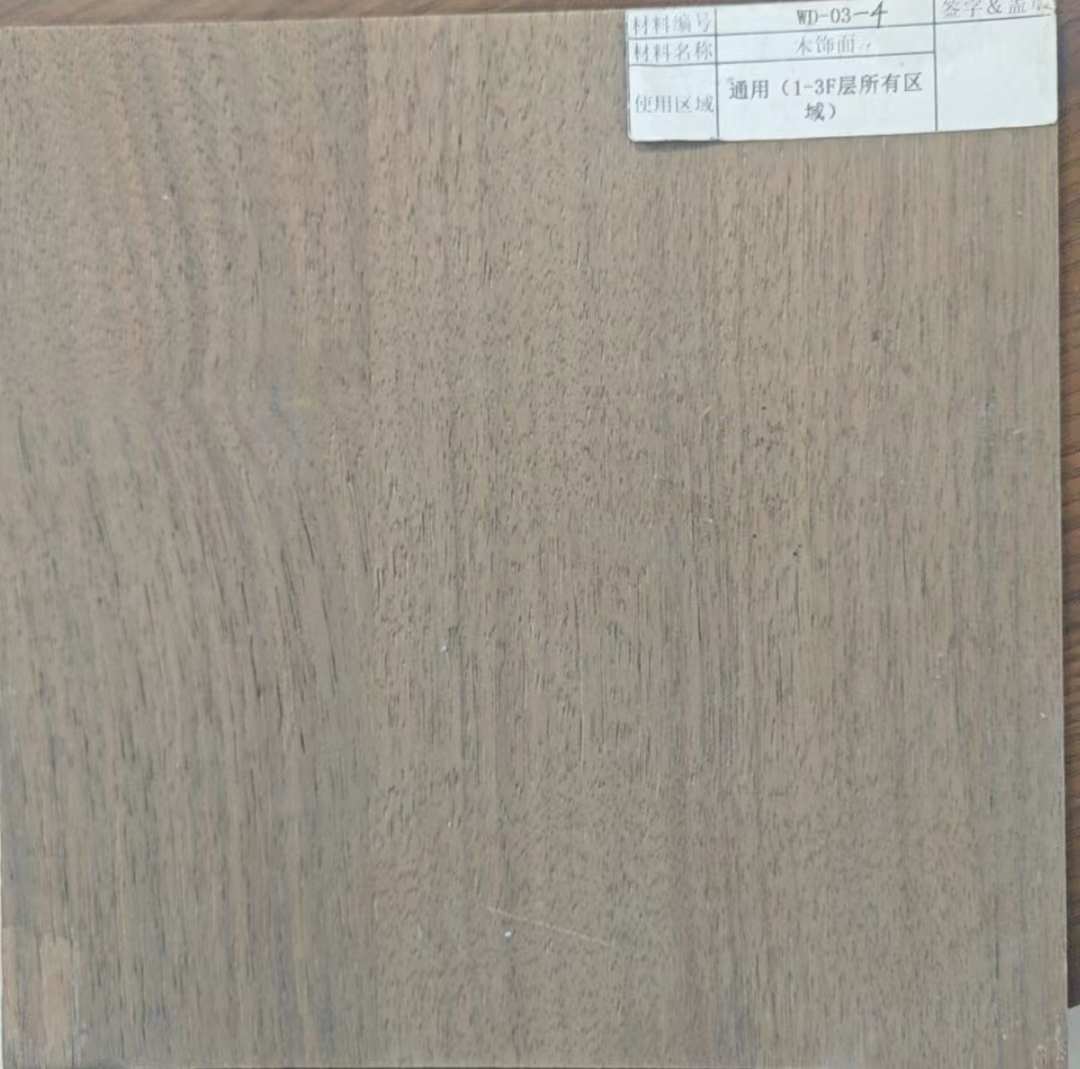 材料编号 WD-03-4 签字&盖
材料名称 木饰面
使用区域 通用（1-3F层所有区
域）